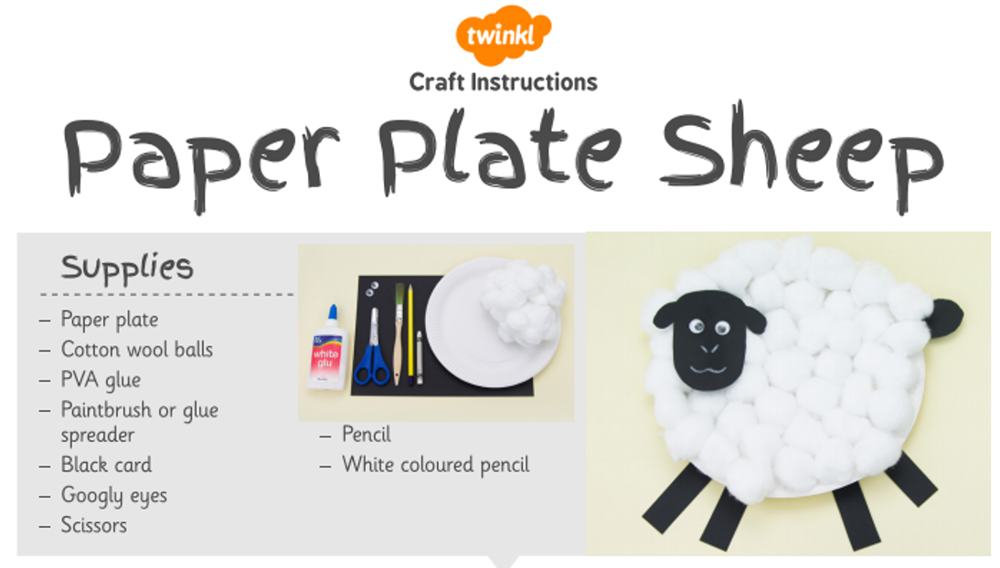 twinkl
Craft Instructions
Paper Plate Sheep
Supplies
– Paper plate
– Cotton wool balls
– PVA glue
– Paintbrush or glue
spreader
– Black card
– Googly eyes
– Scissors
white
glu
– Pencil
– White coloured pencil